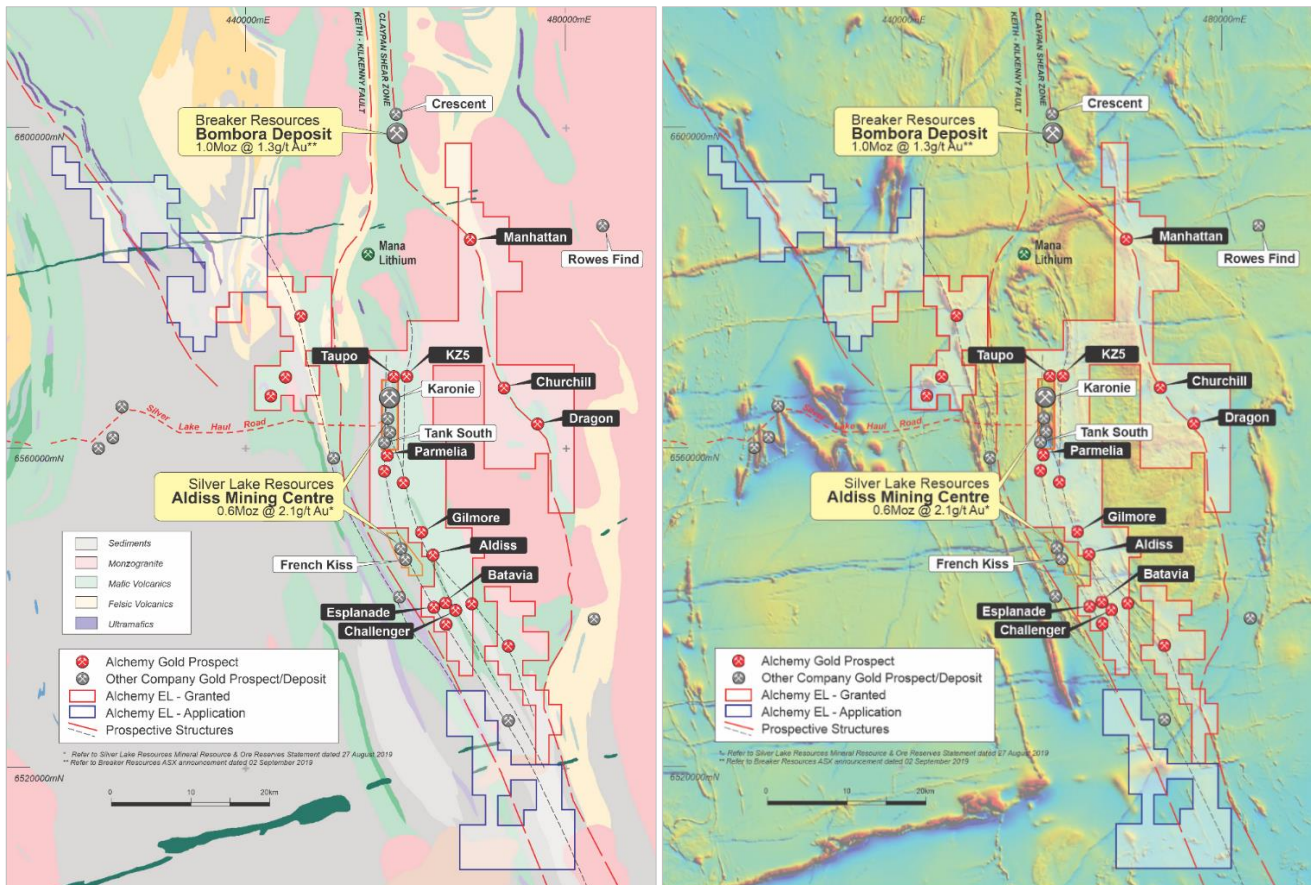 440000mE
480000mE
KEITH - KILKENNY FAULT
CLAYPAN SHEAR ZONE
Crescent
Breaker Resources
Bombora Deposit
1.0Moz @ 1.3g/t Au**
6600000mN
Manhattan
Mana
Lithium
Rowes Find
Taupo
KZ5
Karonie
Churchill
Silver Lake Haul Road
Dragon
Tank South
6560000mN
Parmelia
Silver Lake Resources
Aldiss Mining Centre
0.6Moz @ 2.1g/t Au*
Gilmore
Aldiss
French Kiss
Batavia
Esplanade
Challenger
Sediments
Monzogranite
Mafic Volcanics
Felsic Volcanics
Ultramafics
Alchemy Gold Prospect
Other Company Gold Prospect/Deposit
Alchemy EL - Granted
Alchemy EL - Application
Prospective Structures
* Refer to Silver Lake Resources Mineral Resource & Ore Reserves Statement dated 27 August 2019
** Refer to Breaker Resources ASX announcement dated 02 September 2019
6520000mN
0 10 20km
440000mE
480000mE
KEITH - KILKENNY FAULT
CLAYPAN SHEAR ZONE
Crescent
Breaker Resources
Bombora Deposit
1.0Moz @ 1.3g/t Au**
6600000mN
Manhattan
Mana
Lithium
Rowes Find
Taupo
KZ5
Karonie
Churchill
Silver Lake Haul Road
Dragon
Tank South
6560000mN
Parmelia
Silver Lake Resources
Aldiss Mining Centre
0.6Moz @ 2.1g/t Au*
Gilmore
Aldiss
French Kiss
Batavia
Esplanade
Challenger
Alchemy Gold Prospect
Other Company Gold Prospect/Deposit
Alchemy EL - Granted
Alchemy EL - Application
Prospective Structures
* Refer to Silver Lake Resources Mineral Resource & Ore Reserves Statement dated 27 August 2019
** Refer to Breaker Resources ASX announcement dated 02 September 2019
6520000mN
0 10 20km